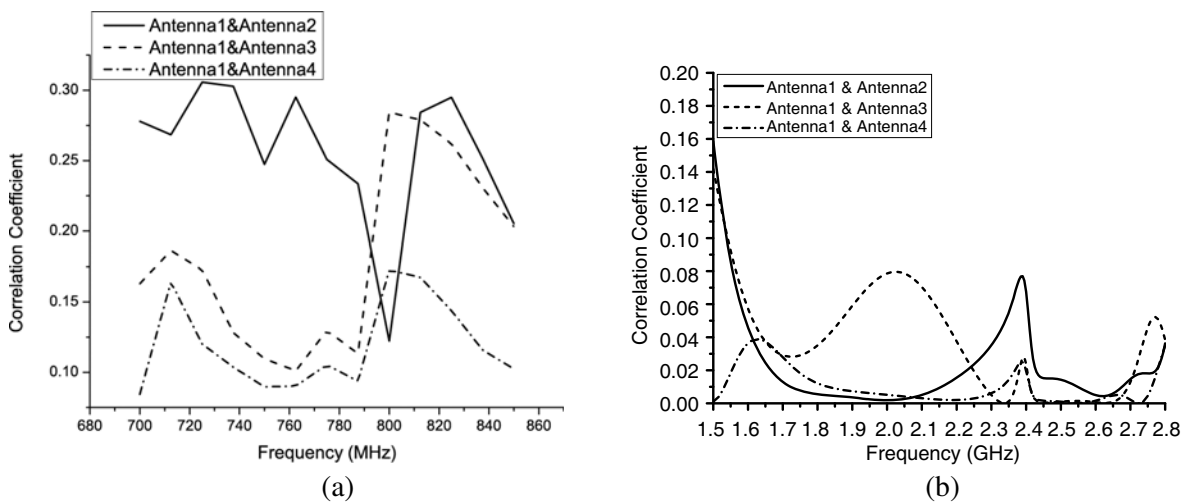 Antenna1&Antenna2
Antenna1&Antenna3
Antenna1&Antenna4
0.30
0.25
0.20
0.15
0.10
Correlation Coefficient
680 700 720 740 760 780 800 820 840 860
Frequency (MHz)
(a)
Antenna1 & Antenna2
Antenna1 & Antenna3
Antenna1 & Antenna4
0.20
0.18
0.16
0.14
0.12
0.10
0.08
0.06
0.04
0.02
0.00
Correlation Coefficient
1.5 1.6 1.7 1.8 1.9 2.0 2.1 2.2 2.3 2.4 2.5 2.6 2.7 2.8
Frequency (GHz)
(b)